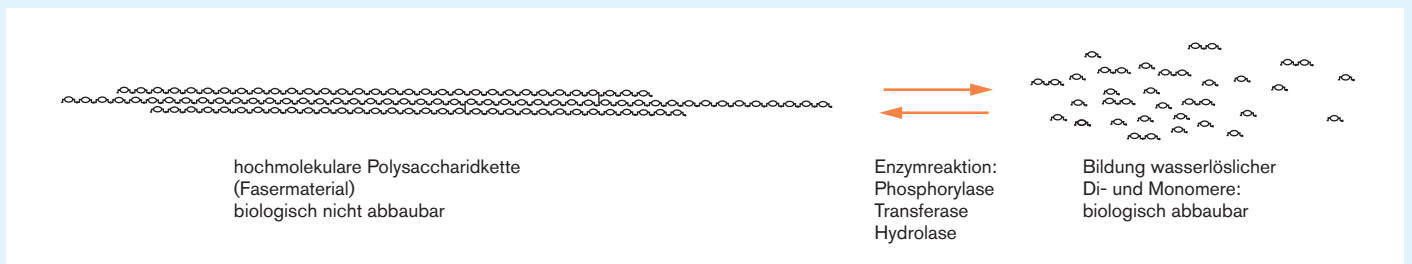 hochmolekulare Polysaccharidkette
(Fasermaterial)
biologisch nicht abbaubar
Enzymreaktion:
Phosphorylase
Transferase
Hydrolase
Bildung wasserlöslicher
Di- und Monomere:
biologisch abbaubar